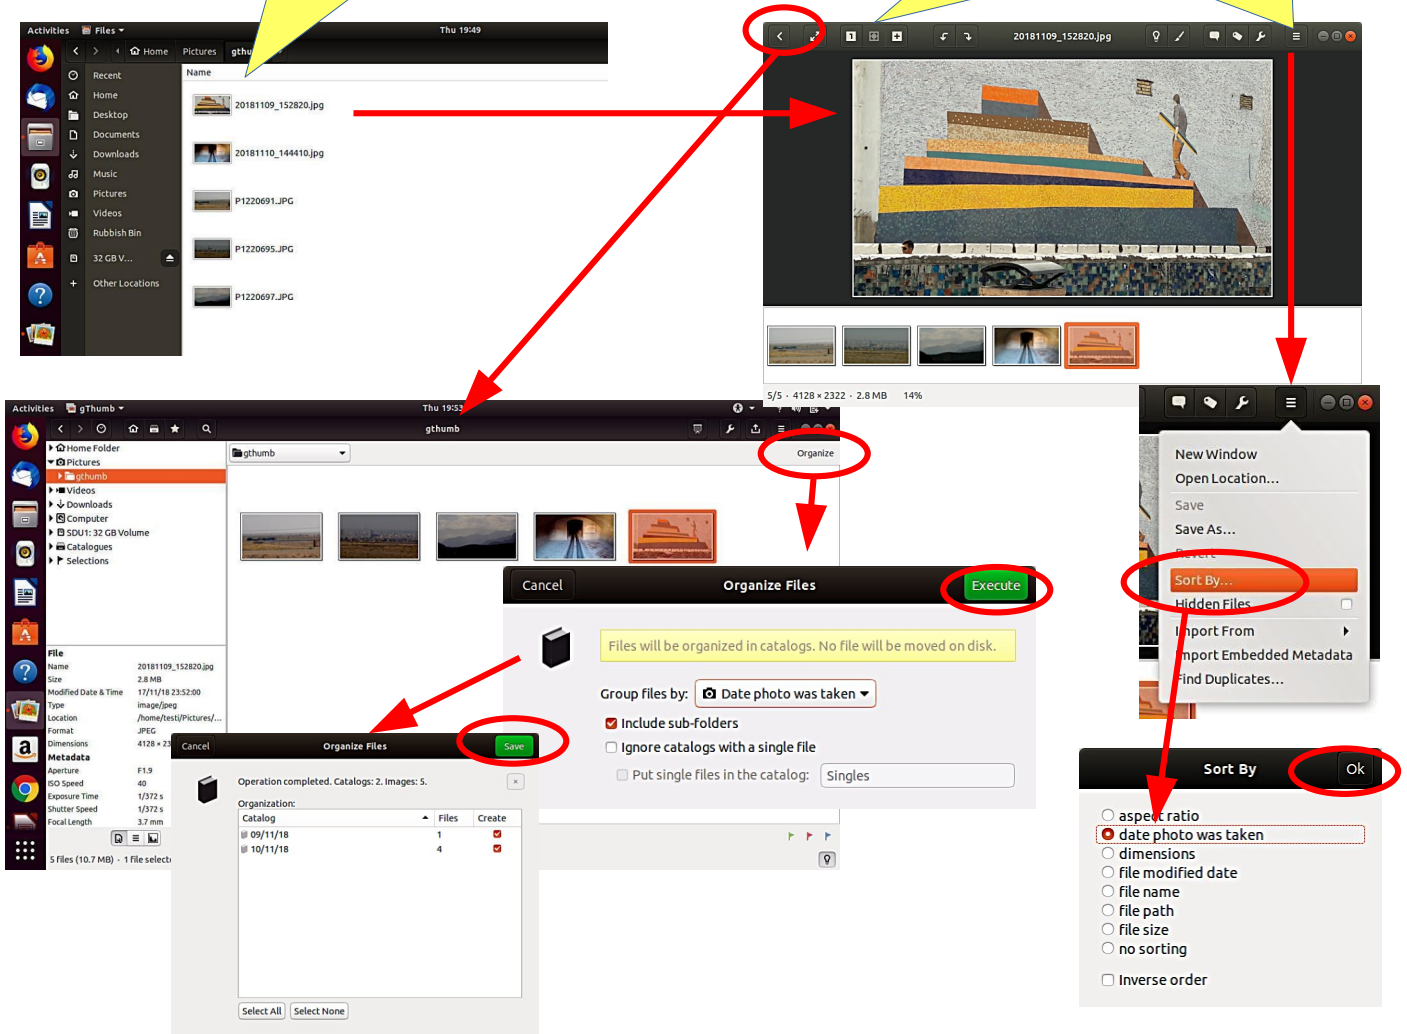 Activities Files Thu 19:49
Home Pictures
Name
Recent
Home
Desktop
Documents
Downloads
Music
Pictures
Videos
Rubbish Bin
32 GB V...
Other Locations
20181109_152820.jpg
20181110_144410.jpg
P1220691.JPG
P1220695.JPG
P1220697.JPG
20181109_152820.jpg
5/5 · 4128 × 2322 · 2.8 MB 14%
Activities gThumb Thu 19:53
gthumb
Home Folder
Pictures
gthumb
Videos
Downloads
Computer
SDU1: 32 GB Volume
Catalogues
Selections
gthumb
Organize
File
Name 20181109_152820.jpg
Size 2.8 MB
Modified Date & Time 17/11/18 23:52:00
Type image/jpeg
Location /home/testi/Pictures/...
Format JPEG
Dimensions 4128 × 23
Metadata
Aperture F1.9
ISO Speed 40
Exposure Time 1/372 s
Shutter Speed 1/372 s
Focal Length 3.7 mm
5 files (10.7 MB) · 1 file selecte
Cancel Organize Files Execute
Files will be organized in catalogs. No file will be moved on disk.
Group files by: Date photo was taken
Include sub-folders
Ignore catalogs with a single file
Put single files in the catalog: Singles
Cancel Organize Files Save
Operation completed. Catalogs: 2. Images: 5.
Organization:
Catalog Files Create
09/11/18 1
10/11/18 4
Select All Select None
New Window
Open Location...
Save
Save As...
Revert
Sort By...
Hidden Files
Import From
Import Embedded Metadata
Find Duplicates...
Sort By Ok
aspect ratio
date photo was taken
dimensions
file modified date
file name
file path
file size
no sorting
Inverse order